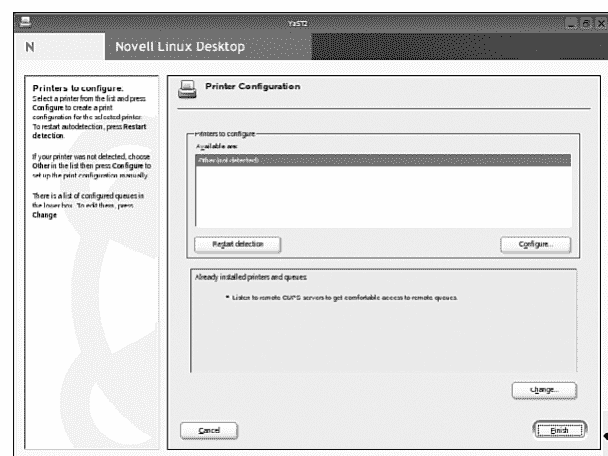 YaST2
N
Novell Linux Desktop
Printers to configure.
Select a printer from the list and press
Configure to create a print
configuration for the selected printer.
To restart autodetection, press Restart
detection.
If your printer was not detected, choose
Other in the list then press Configure to
set up the print configuration manually.
There is a list of configured queues in
the lower box. To edit them, press
Change.
Printer Configuration
Printers to configure
Available are:
Other (not detected)
Restart detection
Configure...
Already installed printers and queues:
* Listen to remote CUPS servers to get comfortable access to remote queues.
Change...
Cancel
Finish